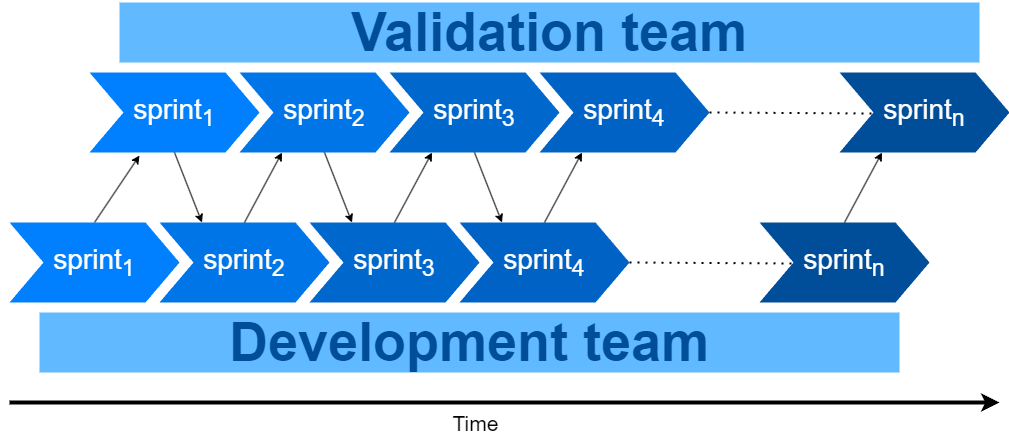 Validation team
sprint1 sprint2 sprint3 sprint4 sprintn
sprint1 sprint2 sprint3 sprint4 sprintn
Development team
Time